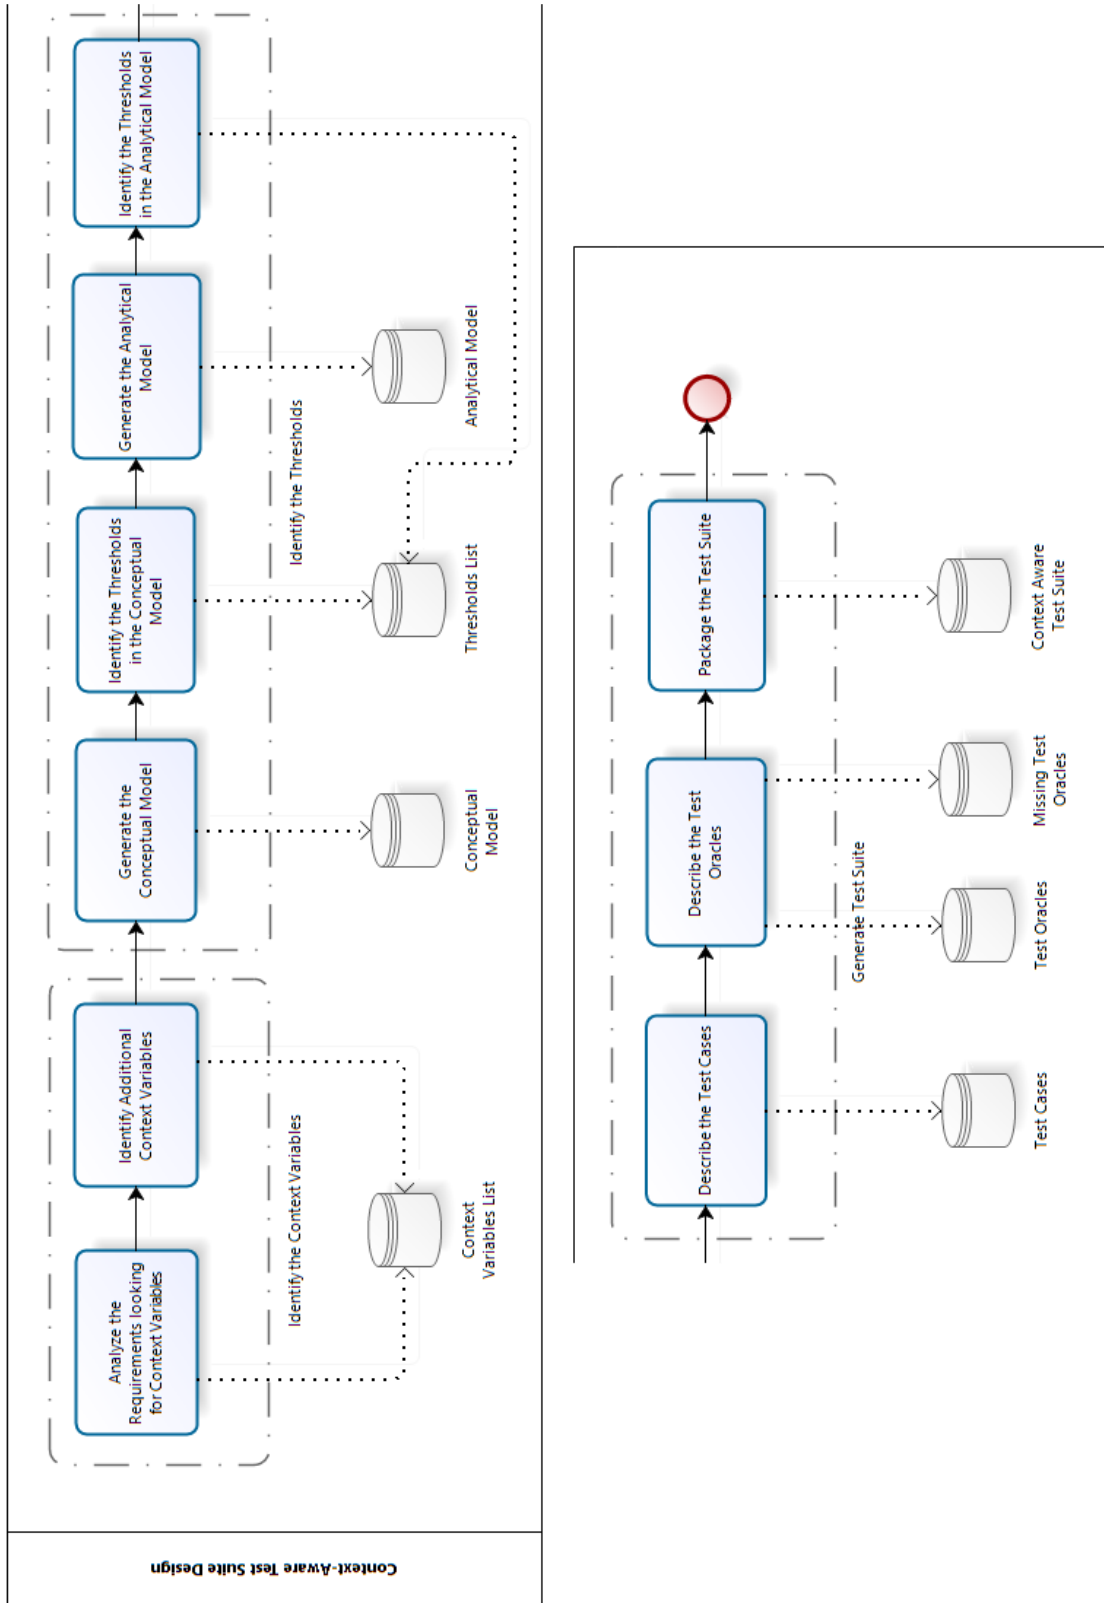 Context-Aware Test Suite Design
Analyze the
Requirements looking
for Context Variables
Identify Additional
Context Variables
Identify the Context Variables
Context
Variables List
Generate the
Conceptual Model
Identify the Thresholds
in the Conceptual
Model
Generate the Analytical
Model
Identify the Thresholds
in the Analytical Model
Identify the Thresholds
Conceptual
Model
Thresholds List
Analytical Model
Describe the Test Cases
Describe the Test
Oracles
Package the Test Suite
Generate Test Suite
Test Cases
Test Oracles
Missing Test
Oracles
Context Aware
Test Suite